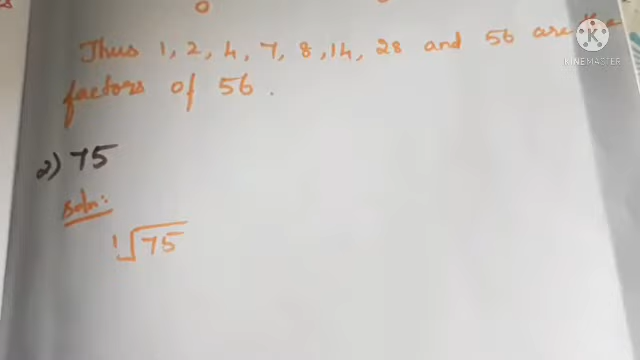 Thus 1, 2, 4, 7, 8, 14, 28 and 56 are the
KINEMASTER
factors of 56.
2) 75
Soln:
1√75